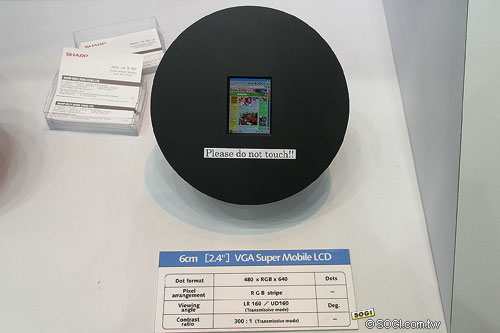 SHARP
SHARP
Please do not touch!!
6cm [2.4"] VGA Super Mobile LCD
Dot format 480 x RGB x 640 Dots
Pixel arrangement R G B stripe —
Viewing angle LR 160 / UD160 (Transmissive mode) Deg.
Contrast ratio 300 : 1 (Transmissive mode) —
SOGI
© SOGI.com.tw